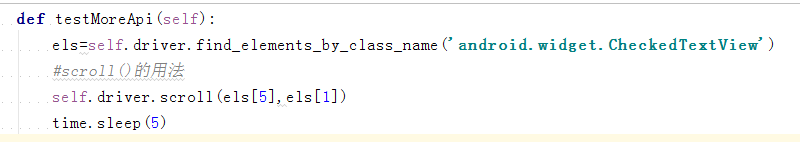 def testMoreApi(self):
els=self.driver.find_elements_by_class_name('android.widget.CheckedTextView')
#scroll()的用法
self.driver.scroll(els[5],els[1])
time.sleep(5)